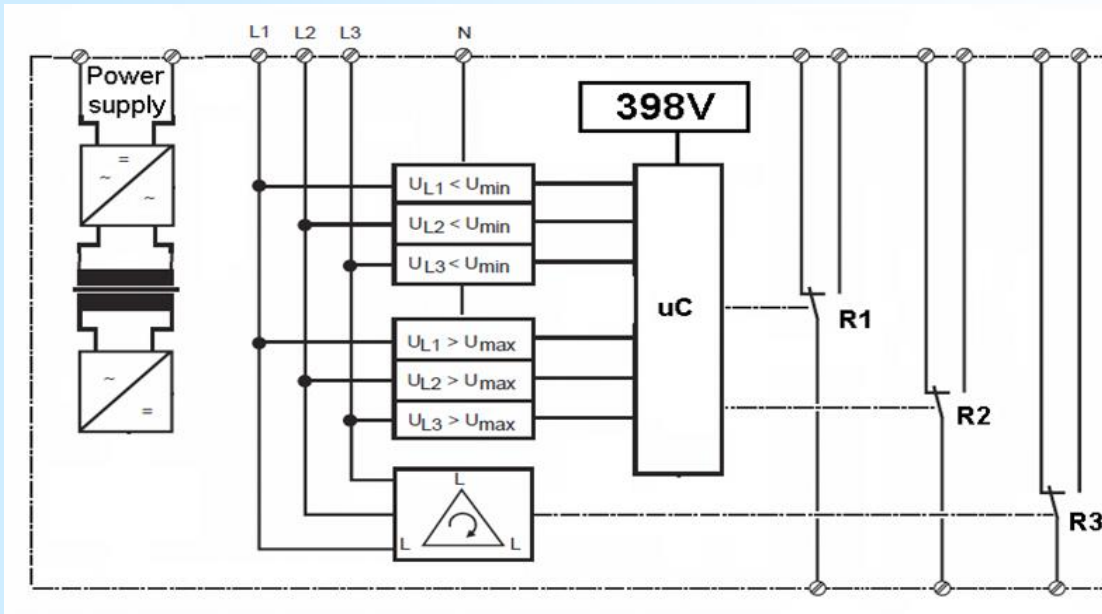 L1 L2 L3 N
Power
supply
= ~ ~
~ =
398V
UL1 < Umin
UL2 < Umin
UL3 < Umin
UL1 > Umax
UL2 > Umax
UL3 > Umax
uC
R1
R2
R3
L
L L